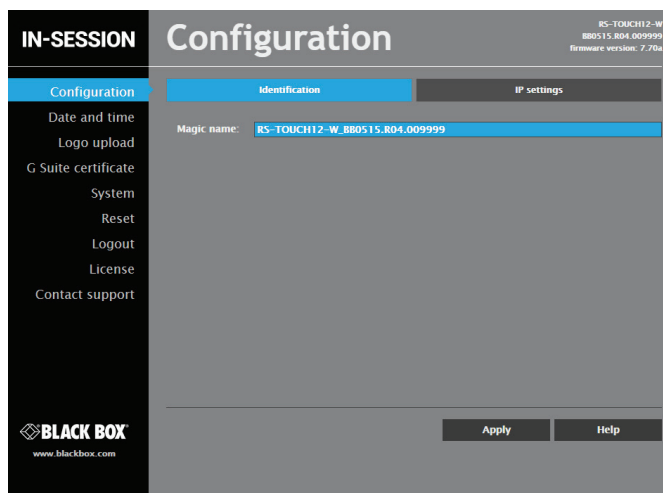 IN-SESSION
Configuration
RS-TOUCH12-W
BB0515.R04.009999
firmware version: 7.70a
Configuration
Date and time
Logo upload
G Suite certificate
System
Reset
Logout
License
Contact support
Identification
IP settings
Magic name: RS-TOUCH12-W_BB0515.R04.009999
BLACK BOX®
www.blackbox.com
Apply
Help